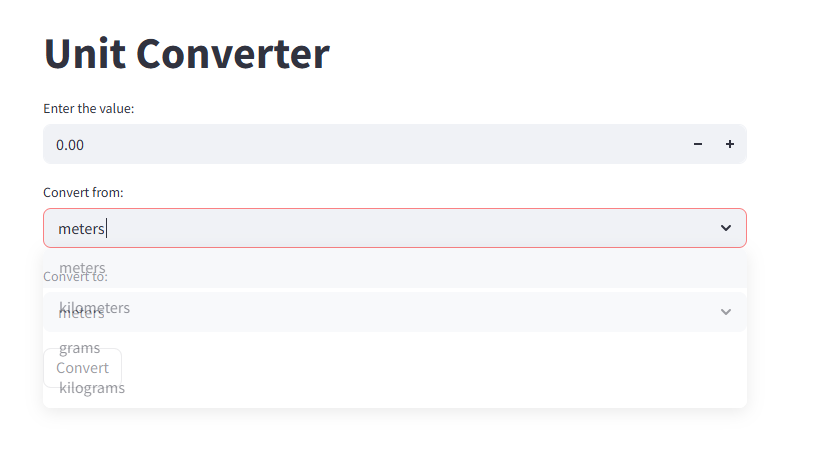 Unit Converter
Enter the value:
0.00
Convert from:
meters
meters
Convert to:
kilometers
meters
grams
Convert
kilograms